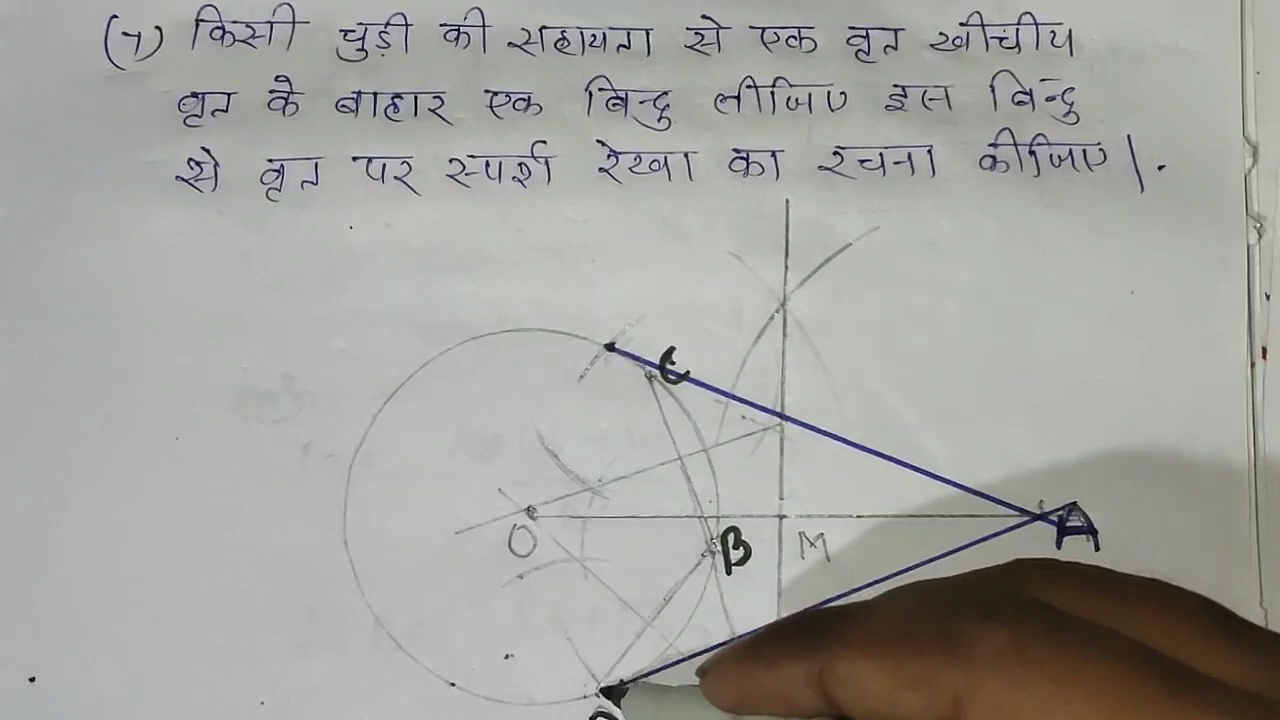 (7) किसी चुड़ी की सहायता से एक वृत खीचीय
वृत के बाहार एक बिन्दु लीजिए इस बिन्दु
से वृत पर स्पर्श रेखा का रचना कीजिए।.
C
O
B
M
A